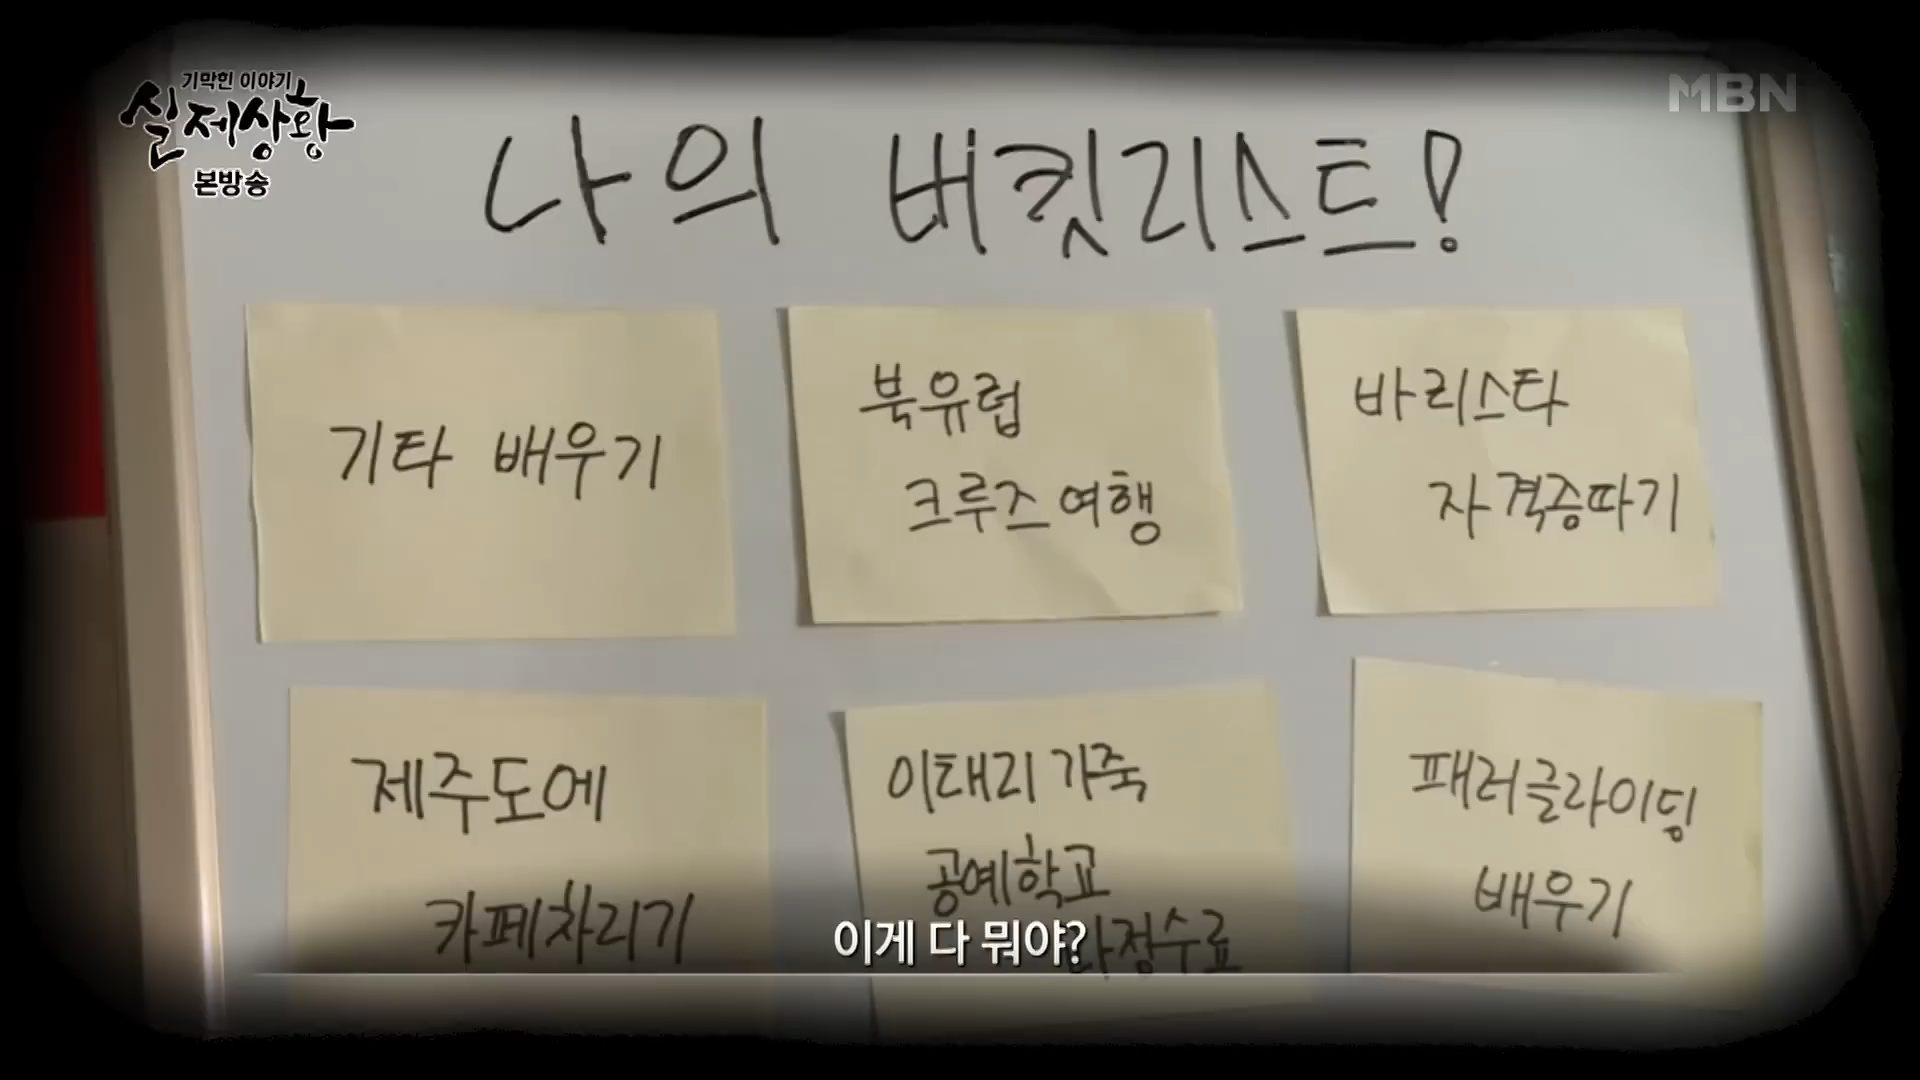 기막힌 이야기
실제상황
본방송
MBN
나의 버킷리스트!
기타 배우기
북유럽
크루즈 여행
바리스타
자격증따기
제주도에
카페차리기
이태리 가죽
공예학교
과정수료
패러글라이딩
배우기
이게 다 뭐야?